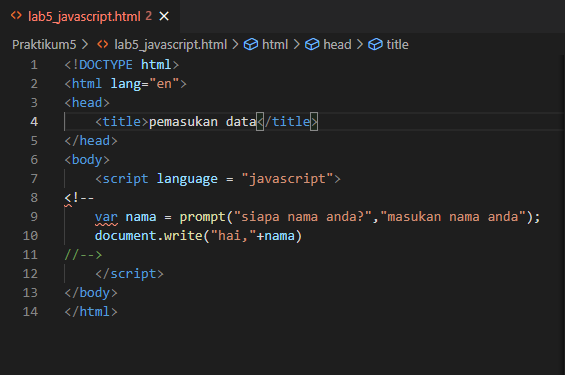 lab5_javascript.html 2
Praktikum5 > lab5_javascript.html > html > head > title
1 <!DOCTYPE html>
2 <html lang="en">
3 <head>
4 <title>pemasukan data</title>
5 </head>
6 <body>
7 <script language = "javascript">
8 <!--
9 var nama = prompt("siapa nama anda?","masukan nama anda");
10 document.write("hai,"+nama)
11 //-->
12 </script>
13 </body>
14 </html>